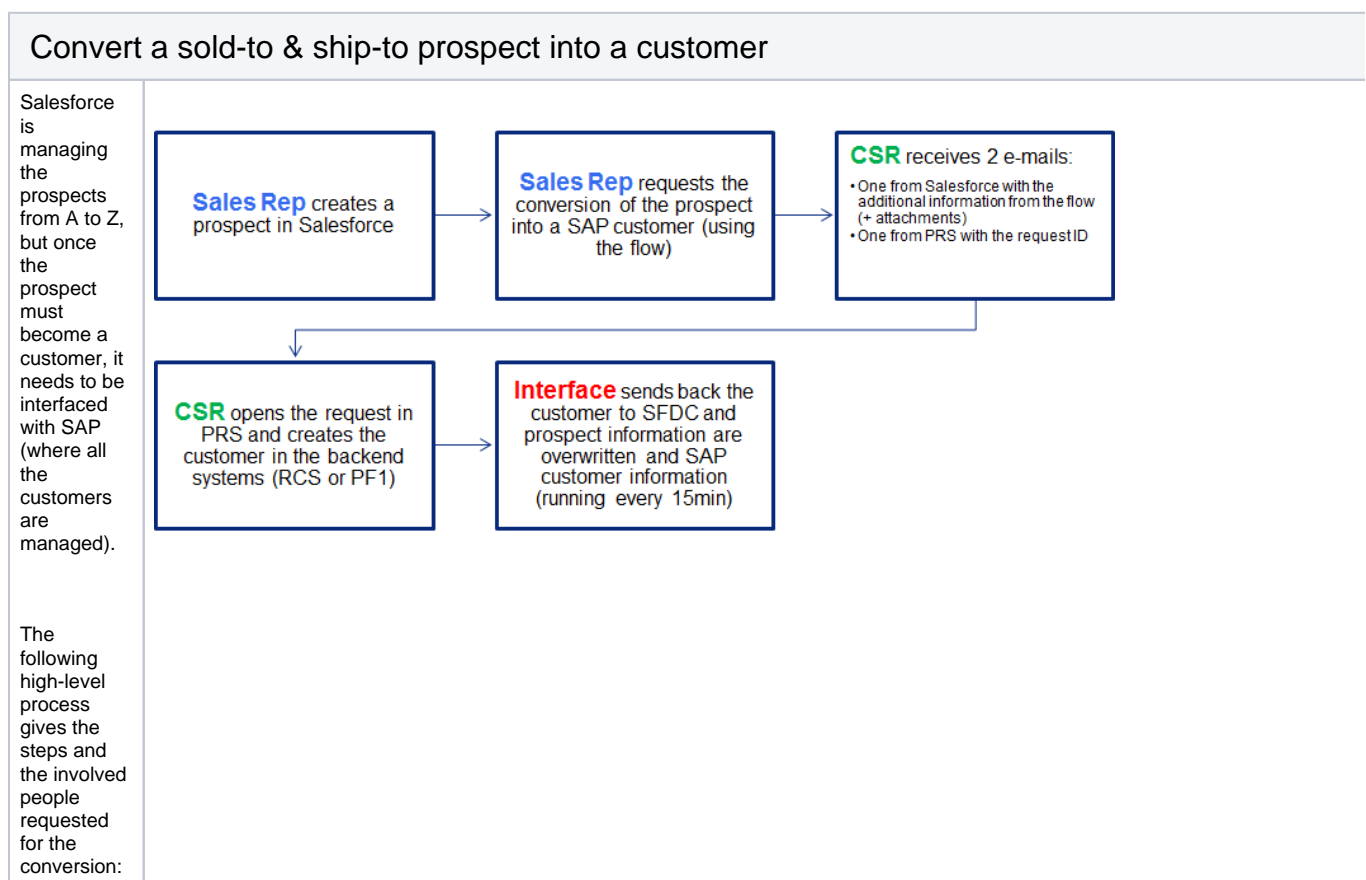 Convert a sold-to & ship-to prospect into a customer
Salesforce
is
managing
the
prospects
from A to Z,
but once
the
prospect
must
become a
customer, it
needs to be
interfaced
with SAP
(where all
the
customers
are
managed).
The
following
high-level
process
gives the
steps and
the involved
people
requested
for the
conversion:
Sales Rep creates a
prospect in Salesforce
Sales Rep requests the
conversion of the prospect
into a SAP customer (using
the flow)
CSR receives 2 e-mails:
• One from Salesforce with the
additional information from the flow
(+ attachments)
• One from PRS with the request ID
CSR opens the request in
PRS and creates the
customer in the backend
systems (RCS or PF1)
Interface sends back the
customer to SFDC and
prospect information are
overwritten and SAP
customer information
(running every 15min)